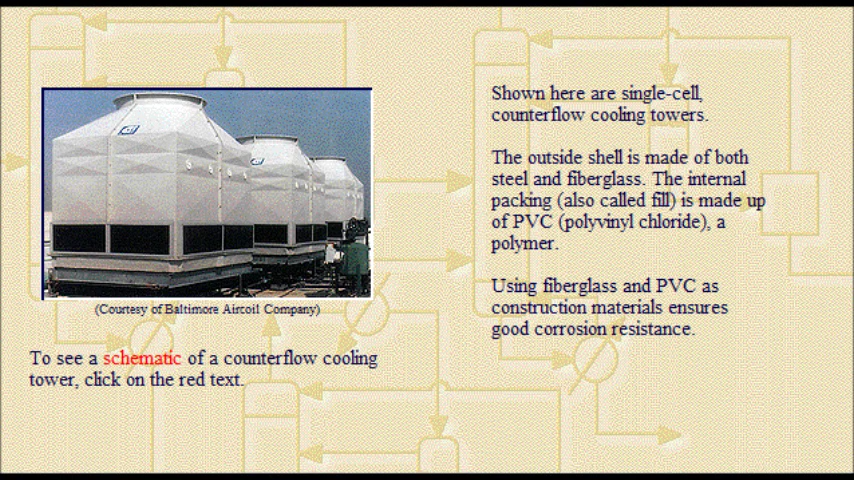 Shown here are single-cell,
counterflow cooling towers.
The outside shell is made of both
steel and fiberglass. The internal
packing (also called fill) is made up
of PVC (polyvinyl chloride), a
polymer.
Using fiberglass and PVC as
construction materials ensures
good corrosion resistance.
(Courtesy of Baltimore Aircoil Company)
To see a schematic of a counterflow cooling
tower, click on the red text.